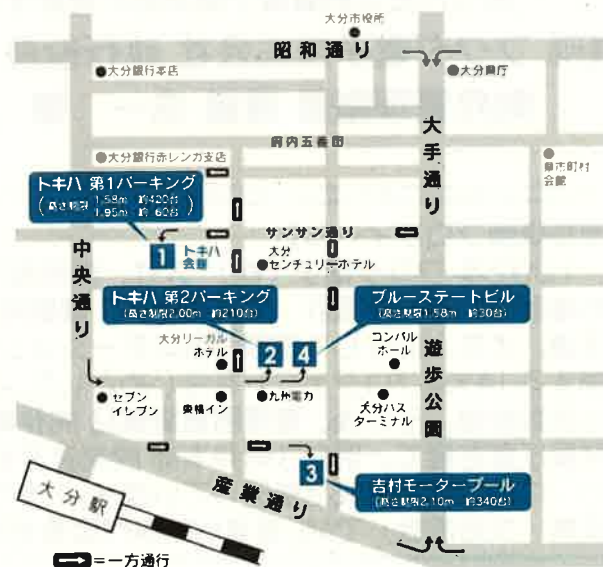 大分市役所
昭和通り
●大分銀行本店
●大分県庁
大手通り
府内五番街
●大分銀行赤レンガ支店
県市町村
会館
トキハ 第1パーキング
(高さ制限 1.58m 約420台
1.95m 約 60台)
サンサン通り
1
トキハ
会館
大分
●センチュリーホテル
中央通り
トキハ 第2パーキング
(高さ制限2.00m 約210台)
ブルーステートビル
(高さ制限1.58m 約30台)
大分リーガル
ホテル
2
4
コンパル
ホール
遊歩公園
セブン
イレブン
東横イン
●九州電力
大分バス
ターミナル
3
吉村モータープール
(高さ制限2.10m 約340台)
産業通り
大分駅
=一方通行